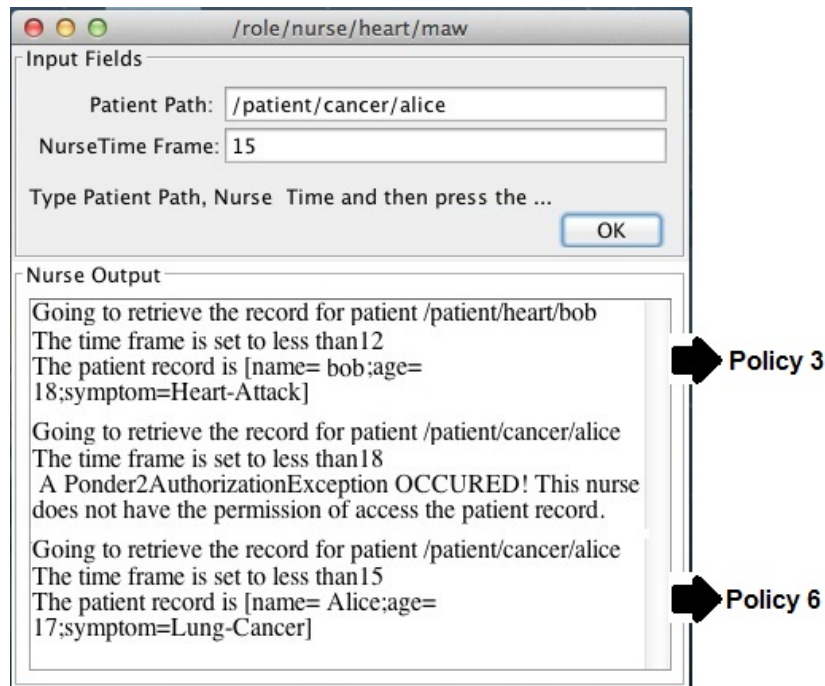 /role/nurse/heart/maw
Input Fields
Patient Path: /patient/cancer/alice
NurseTime Frame: 15
Type Patient Path, Nurse  Time and then press the ...
OK
Nurse Output
Going to retrieve the record for patient /patient/heart/bob
The time frame is set to less than12
The patient record is [name= bob;age=
18;symptom=Heart-Attack]
Policy 3
Going to retrieve the record for patient /patient/cancer/alice
The time frame is set to less than18
A Ponder2AuthorizationException OCCURED! This nurse
does not have the permission of access the patient record.
Going to retrieve the record for patient /patient/cancer/alice
The time frame is set to less than15
The patient record is [name= Alice;age=
17;symptom=Lung-Cancer]
Policy 6